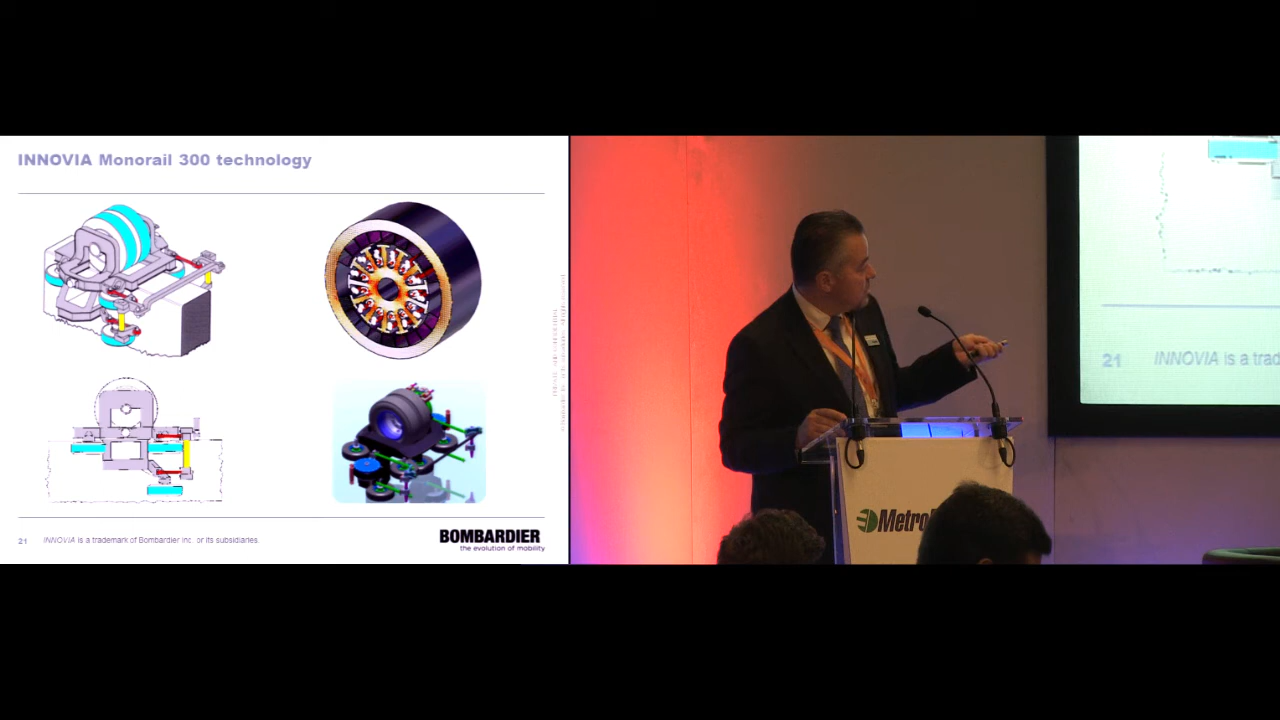 INNOVIA Monorail 300 technology
21
INNOVIA is a trademark of Bombardier Inc. or its subsidiaries.
BOMBARDIER
the evolution of mobility
21
INNOVIA is a trad
Metro